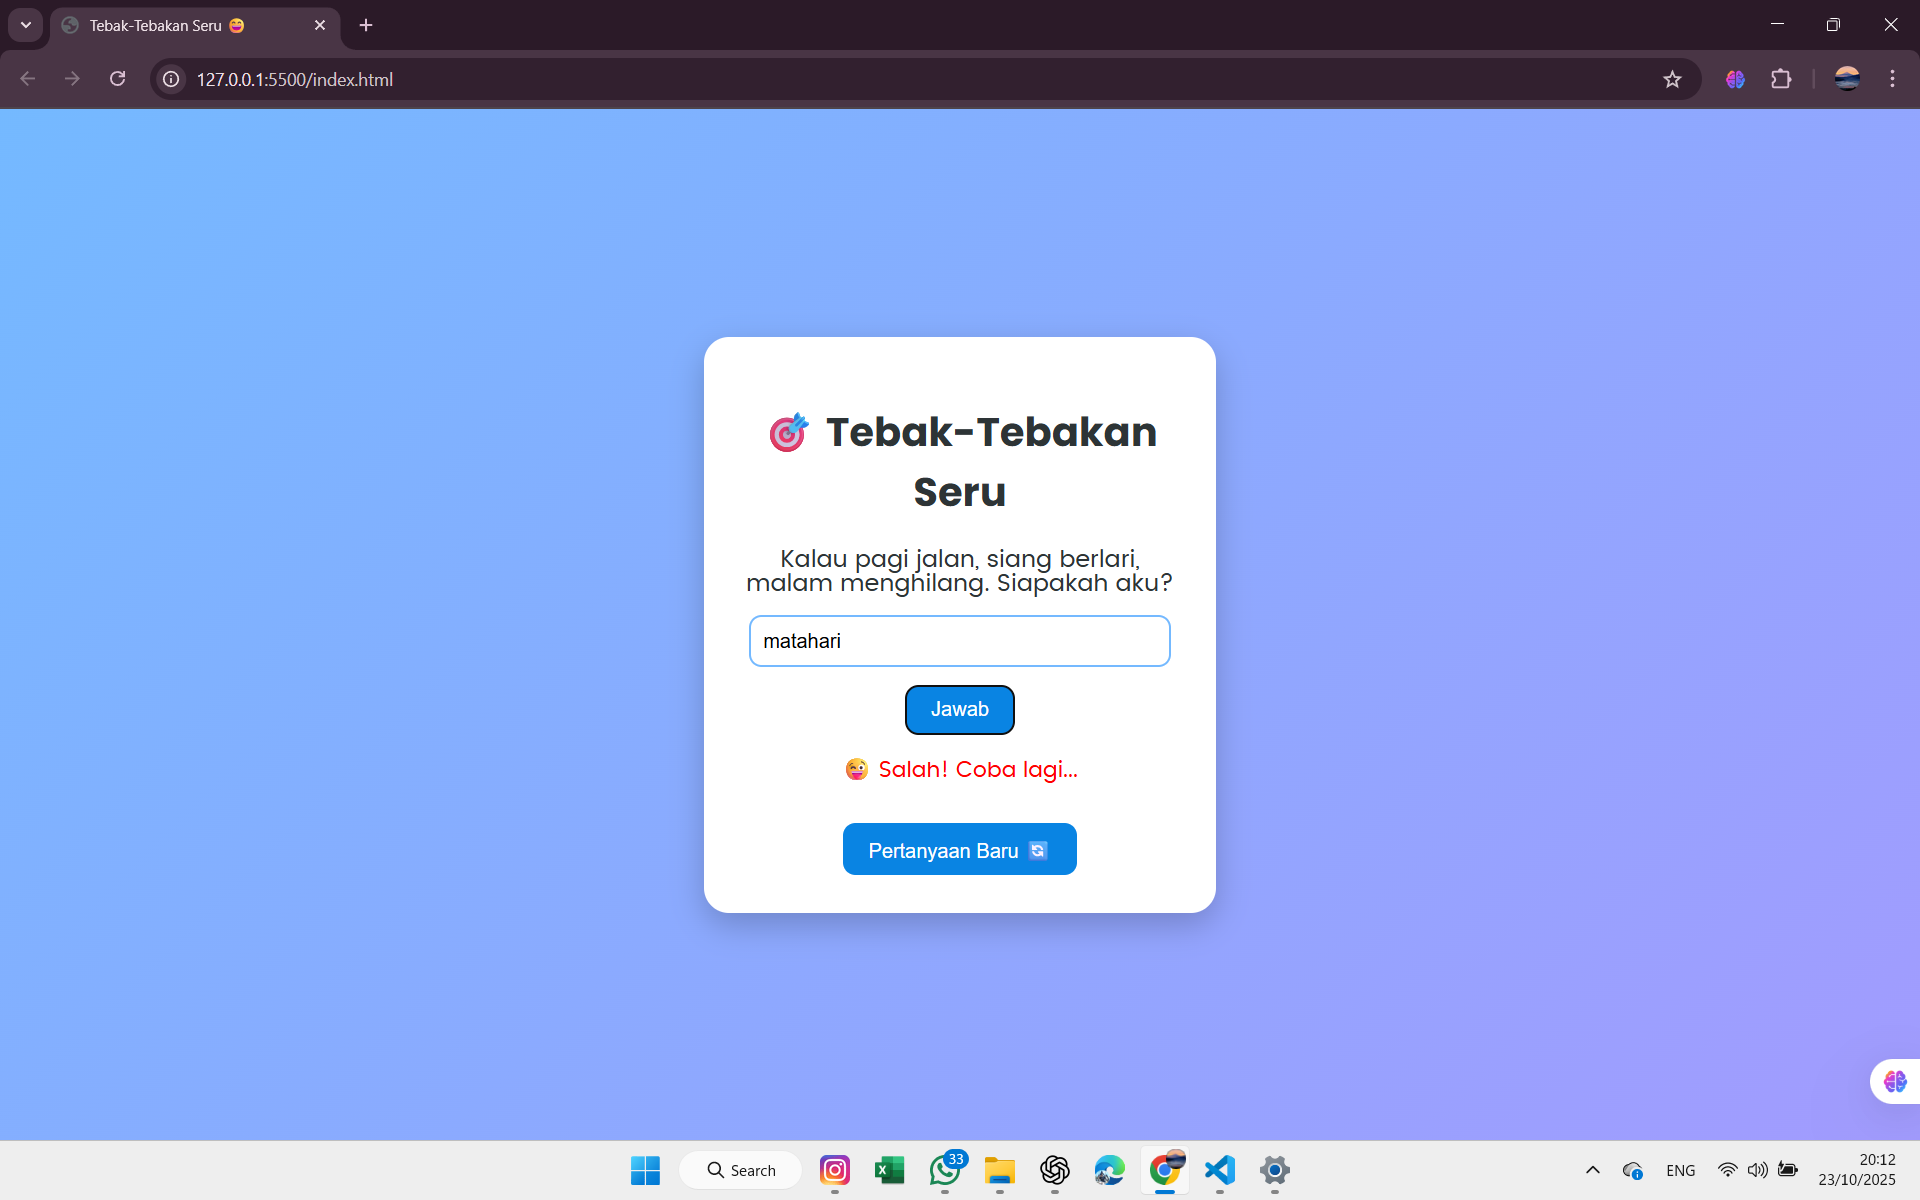 Tebak-Tebakan Seru 😄
127.0.0.1:5500/index.html
🎯 Tebak-Tebakan
Seru
Kalau pagi jalan, siang berlari,
malam menghilang. Siapakah aku?
matahari
Jawab
😜 Salah! Coba lagi...
Pertanyaan Baru 🔄
Search
33
ENG
20:12
23/10/2025